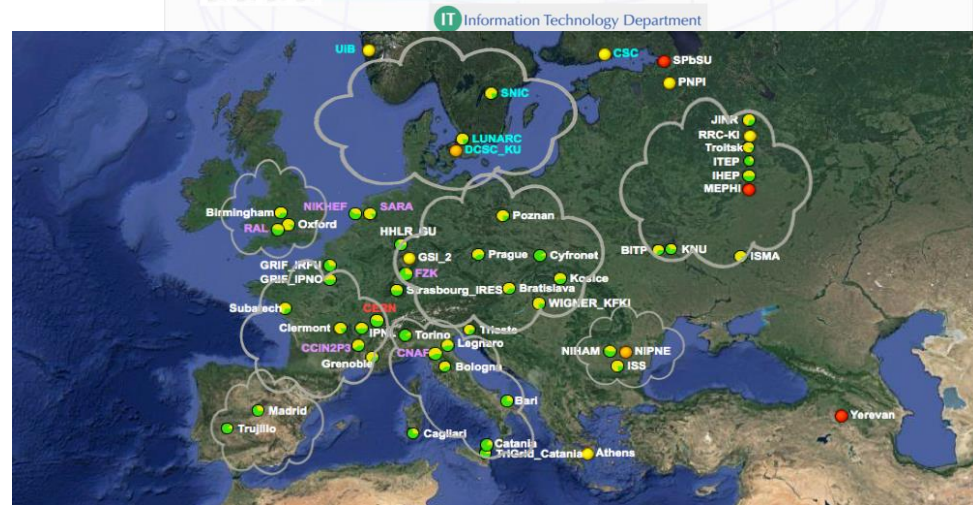 IT Information Technology Department
UiB
CSC
SPbSU
PNPI
SNIC
LUNARC
DCSC_KU
JINR
RRC-KI
Troitsk
ITEP
IHEP
MEPHI
Birmingham
NIKHEF
SARA
RAL
Oxford
Poznan
HHLR_GU
GSI_2
FZK
Prague
Cyfronet
BITP
KNU
ISMA
GRIF_IRFU
GRIF_IPNO
Strasbourg_IRES
Bratislava
Kosice
WIGNER_KFKI
Subatech
CERN
Clermont
IPNL
CCIN2P3
Grenoble
Torino
Trieste
Legnaro
CNAF
Bologna
NIHAM
NIPNE
ISS
Madrid
Trujillo
Bari
Cagliari
Catania
TriGrid_Catania
Athens
Yerevan